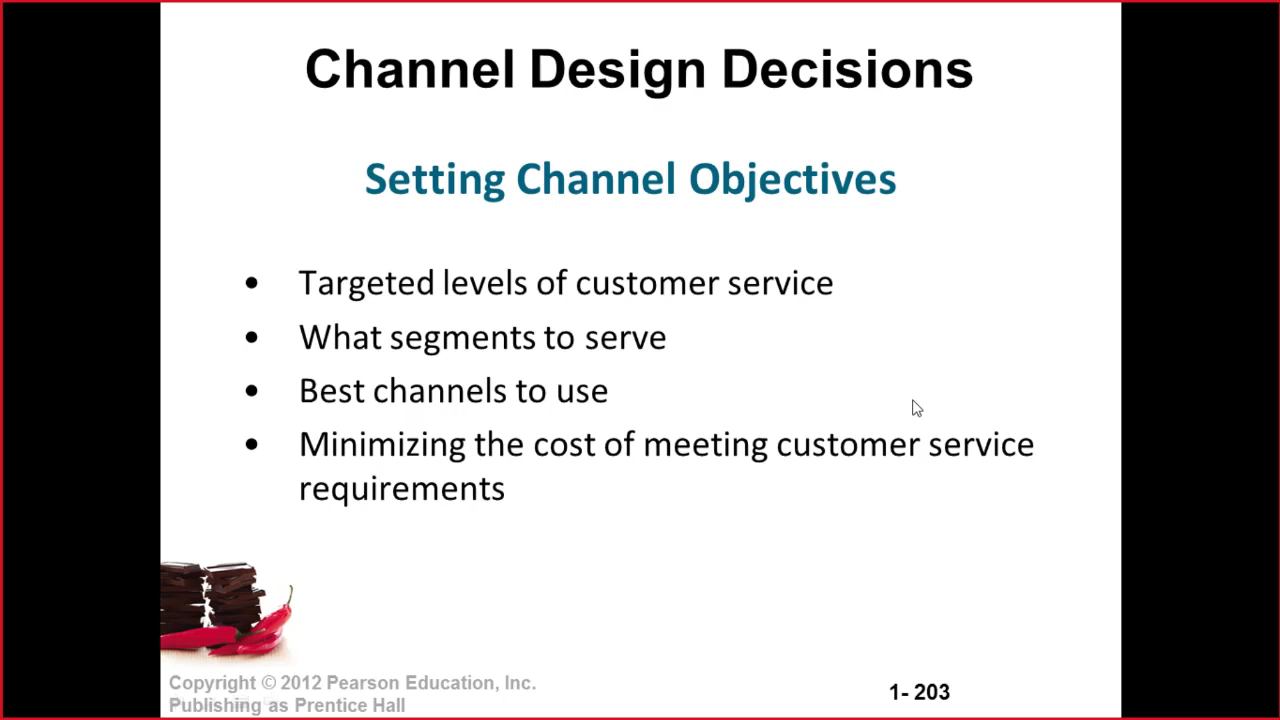 Channel Design Decisions
Setting Channel Objectives
• Targeted levels of customer service
• What segments to serve
• Best channels to use
• Minimizing the cost of meeting customer service
requirements
Copyright © 2012 Pearson Education, Inc.
Publishing as Prentice Hall
1- 203